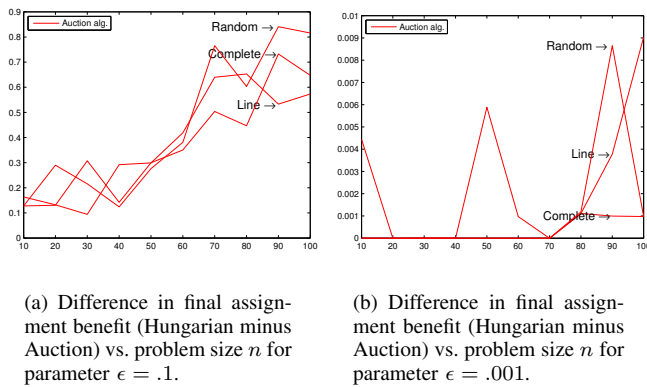 Auction alg.
Random
Complete
Line
0.9
0.8
0.7
0.6
0.5
0.4
0.3
0.2
0.1
0
10 20 30 40 50 60 70 80 90 100
Auction alg.
Random
Line
Complete
0.01
0.009
0.008
0.007
0.006
0.005
0.004
0.003
0.002
0.001
0
10 20 30 40 50 60 70 80 90 100
(a) Difference in final assign-
ment benefit (Hungarian minus
Auction) vs. problem size n for
parameter ϵ = .1.
(b) Difference in final assign-
ment benefit (Hungarian minus
Auction) vs. problem size n for
parameter ϵ = .001.